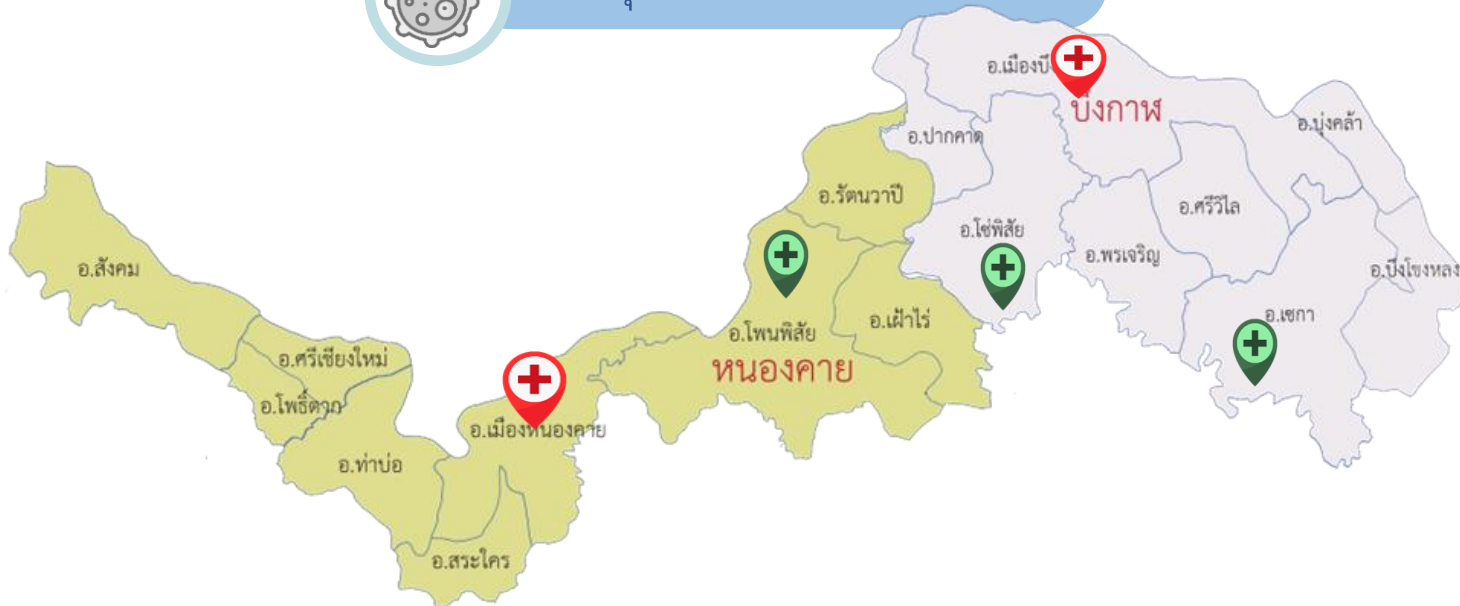 อ.เมืองบึ
บึงกาฬ
อ.บุ่งคล้า
อ.ปากคาด
อ.รัตนวาปี
อ.ศรีวิไล
อ.โซ่พิสัย
อ.พรเจริญ
อ.สังคม
อ.บึงโขงหลง
อ.เซกา
อ.เฝ้าไร่
อ.โพนพิสัย
หนองคาย
อ.ศรีเชียงใหม่
อ.โพธิ์ตาก
อ.เมืองหนองคาย
อ.ท่าบ่อ
อ.สระใคร